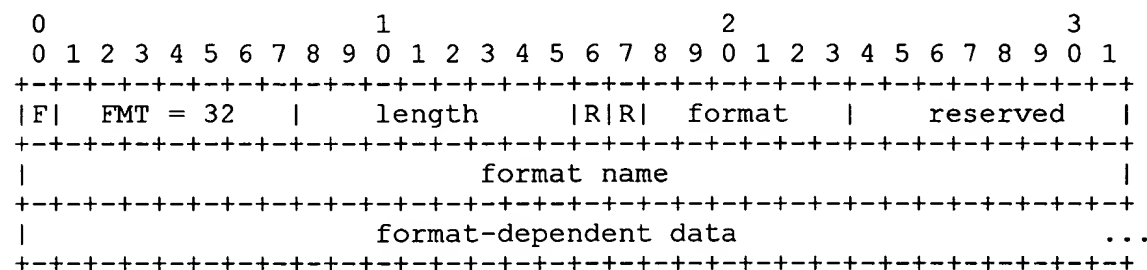 0                   1                   2                   3
 0 1 2 3 4 5 6 7 8 9 0 1 2 3 4 5 6 7 8 9 0 1 2 3 4 5 6 7 8 9 0 1
+-+-+-+-+-+-+-+-+-+-+-+-+-+-+-+-+-+-+-+-+-+-+-+-+-+-+-+-+-+-+-+-+
|F|  FMT = 32   |    length     |R|R|  format   |   reserved    |
+-+-+-+-+-+-+-+-+-+-+-+-+-+-+-+-+-+-+-+-+-+-+-+-+-+-+-+-+-+-+-+-+
|                          format name                          |
+-+-+-+-+-+-+-+-+-+-+-+-+-+-+-+-+-+-+-+-+-+-+-+-+-+-+-+-+-+-+-+-+
|                    format-dependent data                     ...
+-+-+-+-+-+-+-+-+-+-+-+-+-+-+-+-+-+-+-+-+-+-+-+-+-+-+-+-+-+-+-+-+